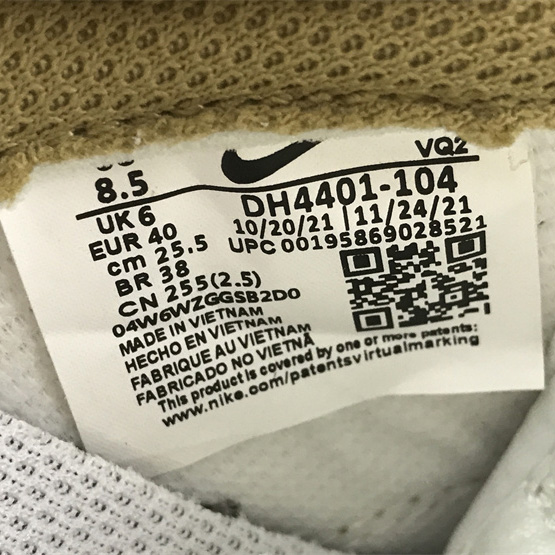 VQ2
8.5
UK 6
EUR 40
cm 25.5
BR 38
CN 255(2.5)
DH4401-104
10/20/21 | 11/24/21
UPC 00195869028521
04W6WZGGSB2D0
MADE IN VIETNAM
HECHO EN VIETNAM
FABRIQUE AU VIETNAM
FABRICADO NO VIETNÃ
This product is covered by one or more patents:
www.nike.com/patentsvirtualmarking